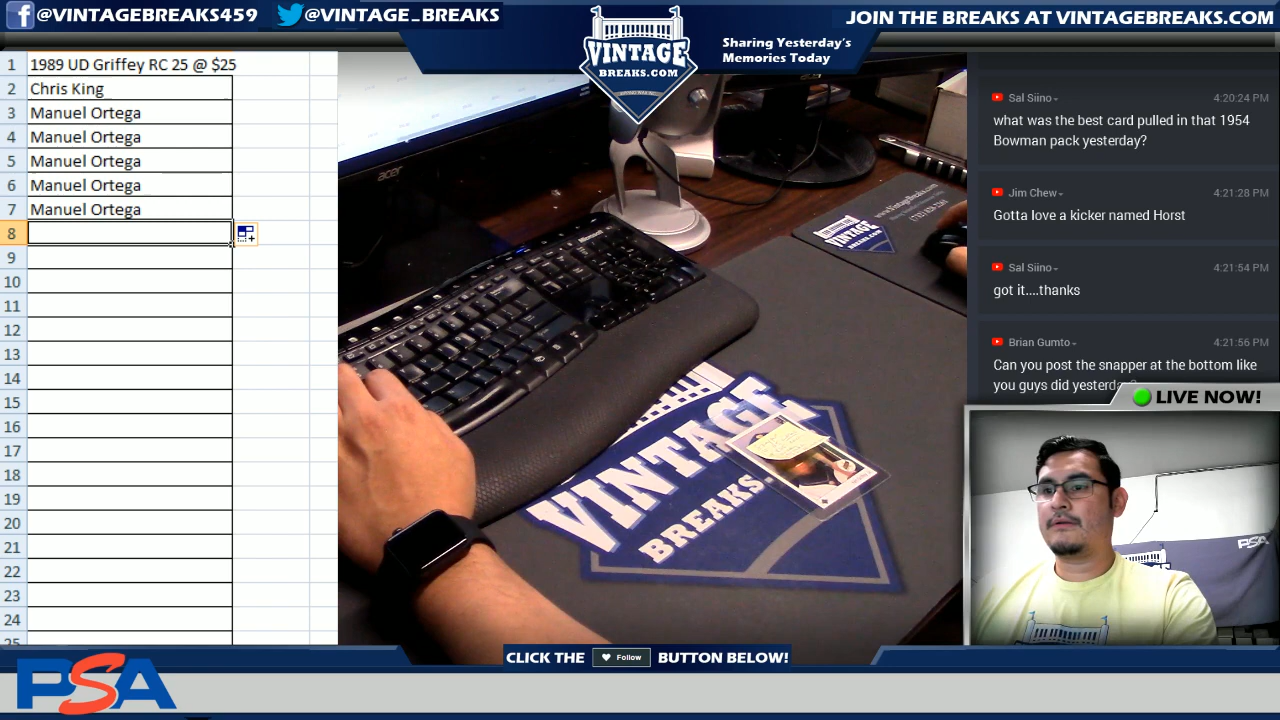 @VINTAGEBREAKS459
@VINTAGE_BREAKS
VINTAGE
BREAKS.COM
Sharing Yesterday's
Memories Today
JOIN THE BREAKS AT VINTAGEBREAKS.COM
1 1989 UD Griffey RC 25 @ $25
2 Chris King
3 Manuel Ortega
4 Manuel Ortega
5 Manuel Ortega
6 Manuel Ortega
7 Manuel Ortega
8
9
10
11
12
13
14
15
16
17
18
19
20
21
22
23
24
25
acer
Microsoft
VINTAGE
BREAKS.
Sal Siino 4:20:24 PM
what was the best card pulled in that 1954
Bowman pack yesterday?
Jim Chew 4:21:28 PM
Gotta love a kicker named Horst
Sal Siino 4:21:54 PM
got it....thanks
Brian Gumto 4:21:56 PM
Can you post the snapper at the bottom like
you guys did
LIVE NOW!
PSA
CLICK THE Follow BUTTON BELOW!
PSA